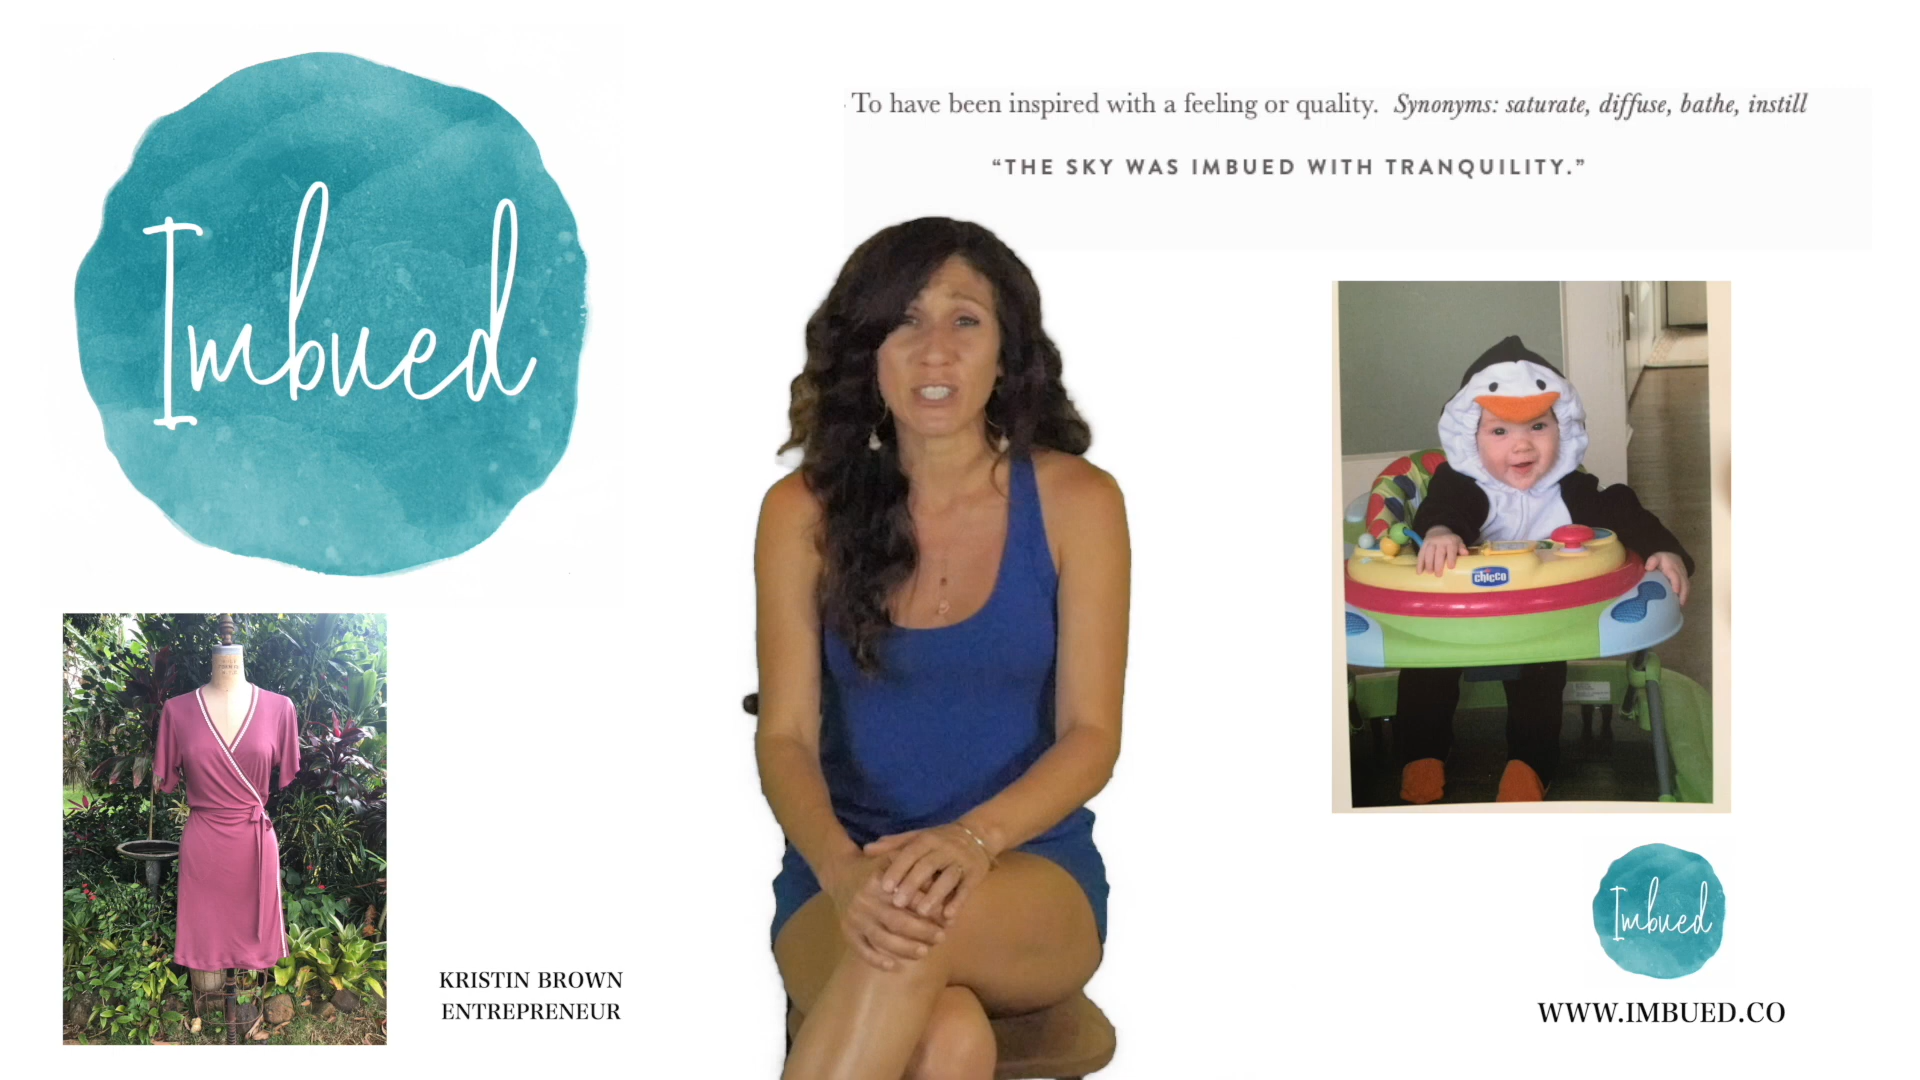 Imbued
To have been inspired with a feeling or quality. Synonyms: saturate, diffuse, bathe, instill
“THE SKY WAS IMBUED WITH TRANQUILITY.”
chicco
KRISTIN BROWN
ENTREPRENEUR
Imbued
WWW.IMBUED.CO